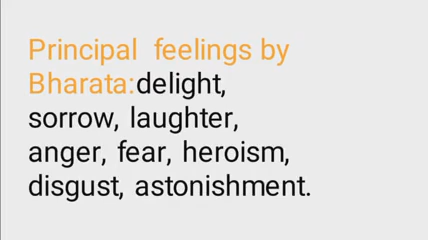 Principal  feelings by
Bharata:delight,
sorrow, laughter,
anger, fear, heroism,
disgust, astonishment.